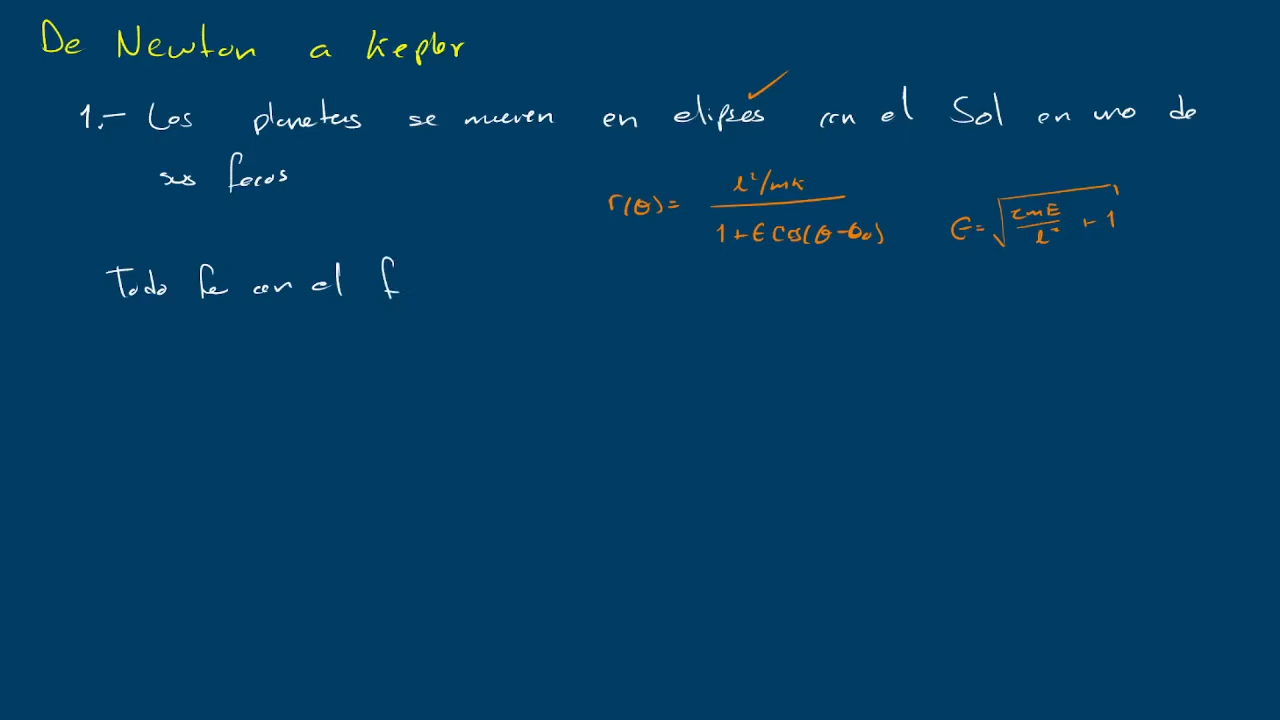 De Newton a Kepler
1.- Los planetas se mueven en elipses con el Sol en uno de
sus focos
r(θ) = l²/mk / 1 + ϵ cos(θ-θ₀)
ϵ = √(2mE/l² + 1)
Todo fe con el f